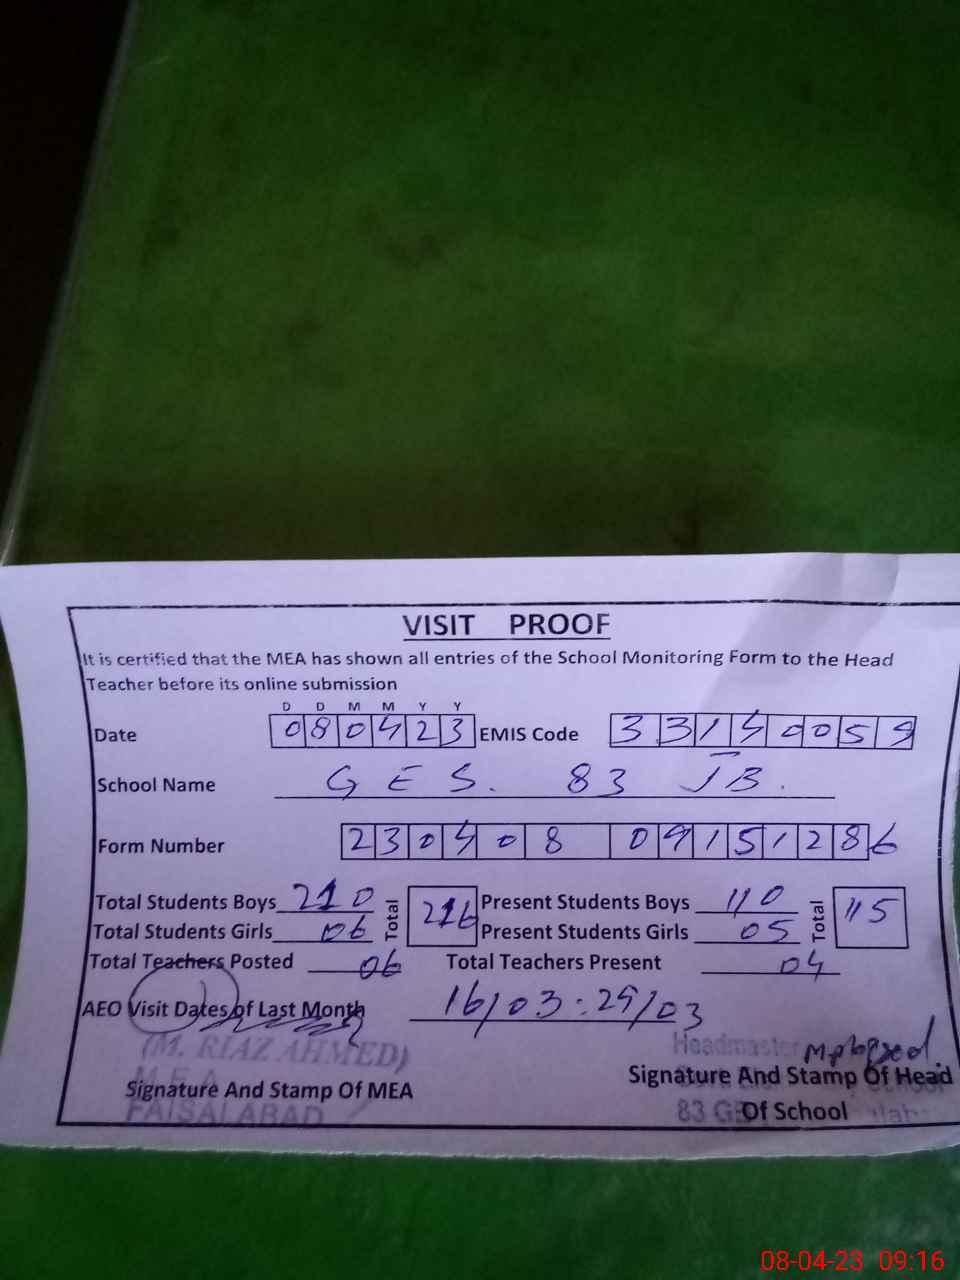 VISIT PROOF
It is certified that the MEA has shown all entries of the School Monitoring Form to the Head
Teacher before its online submission
D D M M Y Y
Date 080423 EMIS Code 33140059
School Name GES. 83 JB.
Form Number 230408 09151286
Total Students Boys 210 Total 216 Present Students Boys 110 Total 115
Total Students Girls 06 Present Students Girls 05
Total Teachers Posted 06 Total Teachers Present 04
AEO Visit Dates of Last Month 16/03 : 29/03
(M. RIAZ AHMED) Headmaster
M.E.A
Signature And Stamp Of MEA Signature And Stamp Of Head
FAISALABAD 83 Of School
08-04-23 09:16